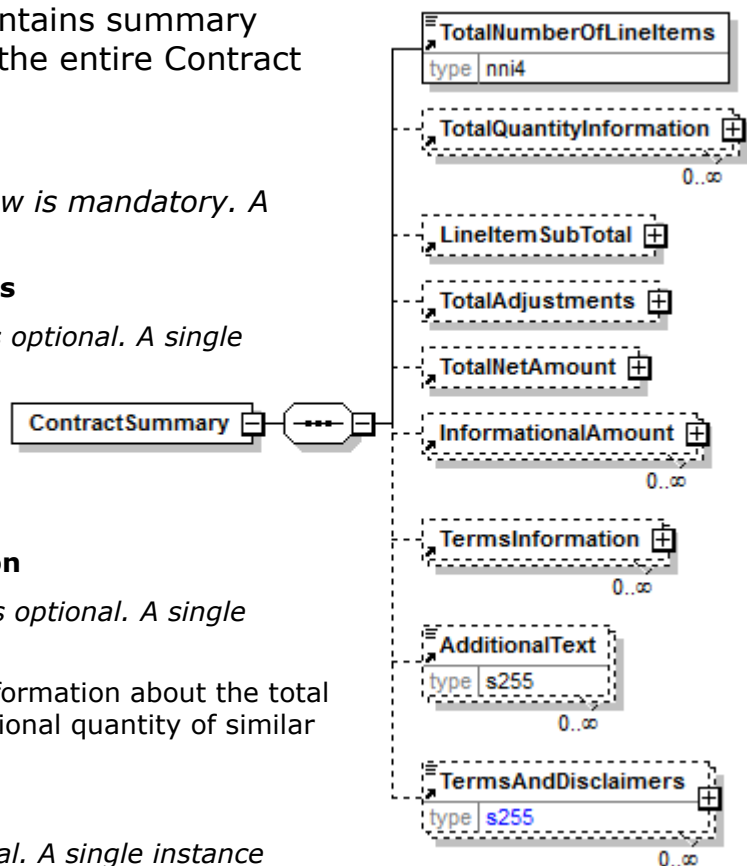 ntains summary
the entire Contract
w is mandatory. A
s
s optional. A single
on
s optional. A single
formation about the total
ional quantity of similar
al. A single instance
ContractSummary
TotalNumberOfLineItems
type nni4
TotalQuantityInformation
0..∞
LineItemSubTotal
TotalAdjustments
TotalNetAmount
InformationalAmount
0..∞
TermsInformation
0..∞
AdditionalText
type s255
0..∞
TermsAndDisclaimers
type s255
0..∞